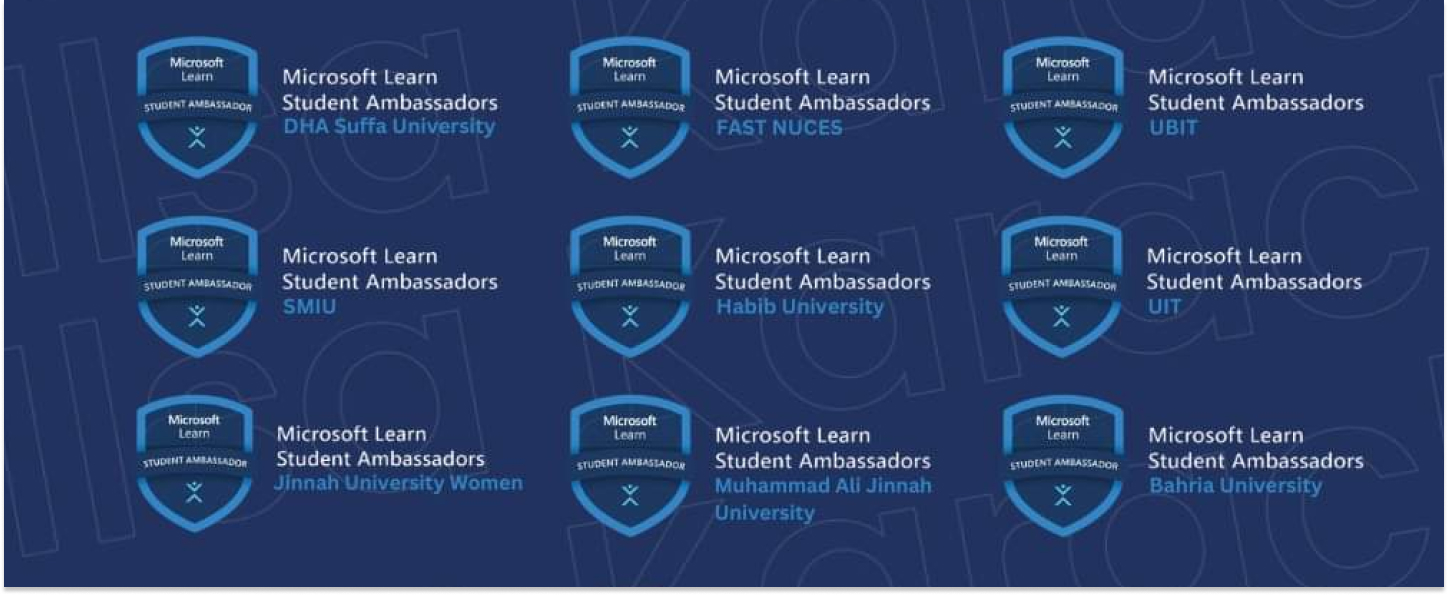 Microsoft
Learn
STUDENT AMBASSADOR
Microsoft Learn
Student Ambassadors
DHA Suffa University
Microsoft
Learn
STUDENT AMBASSADOR
Microsoft Learn
Student Ambassadors
FAST NUCES
Microsoft
Learn
STUDENT AMBASSADOR
Microsoft Learn
Student Ambassadors
UBIT
Microsoft
Learn
STUDENT AMBASSADOR
Microsoft Learn
Student Ambassadors
SMIU
Microsoft
Learn
STUDENT AMBASSADOR
Microsoft Learn
Student Ambassadors
Habib University
Microsoft
Learn
STUDENT AMBASSADOR
Microsoft Learn
Student Ambassadors
UIT
Microsoft
Learn
STUDENT AMBASSADOR
Microsoft Learn
Student Ambassadors
Jinnah University Women
Microsoft
Learn
STUDENT AMBASSADOR
Microsoft Learn
Student Ambassadors
Muhammad Ali Jinnah
University
Microsoft
Learn
STUDENT AMBASSADOR
Microsoft Learn
Student Ambassadors
Bahria University